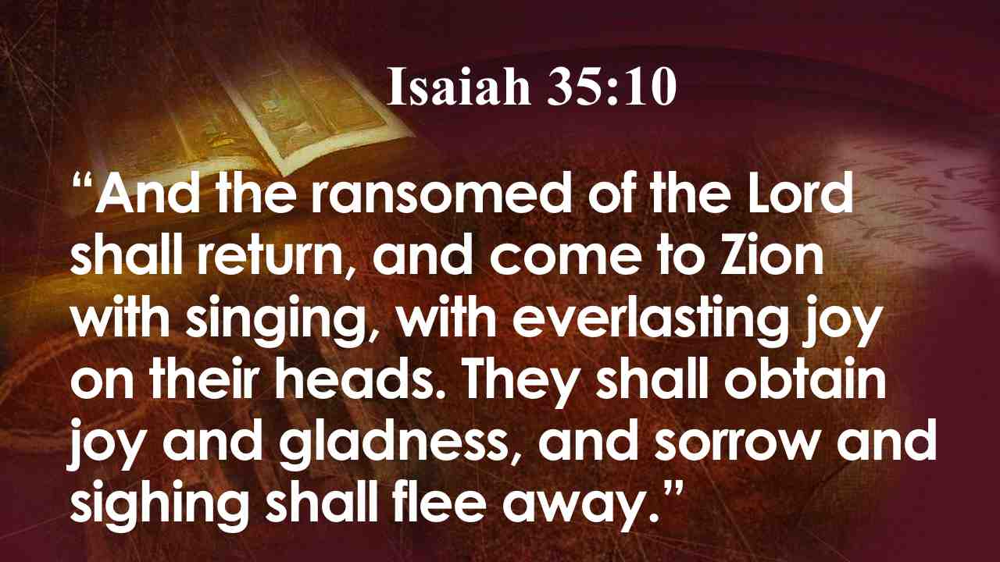 Isaiah 35:10
“And the ransomed of the Lord
shall return, and come to Zion
with singing, with everlasting joy
on their heads. They shall obtain
joy and gladness, and sorrow and
sighing shall flee away.”